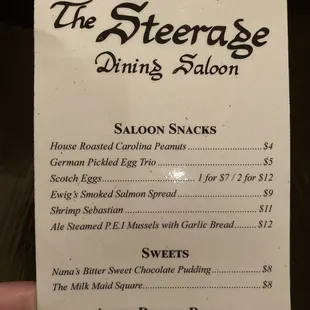 The Steerage
Dining Saloon
SALOON SNACKS
House Roasted Carolina Peanuts..............................$4
German Pickled Egg Trio..........................................$5
Scotch Eggs..................................1 for $7 / 2 for $12
Ewig's Smoked Salmon Spread................................$9
Shrimp Sebastian.....................................................$11
Ale Steamed P.E.I Mussels with Garlic Bread........$12
SWEETS
Nana's Bitter Sweet Chocolate Pudding..................$8
The Milk Maid Square..............................................$8